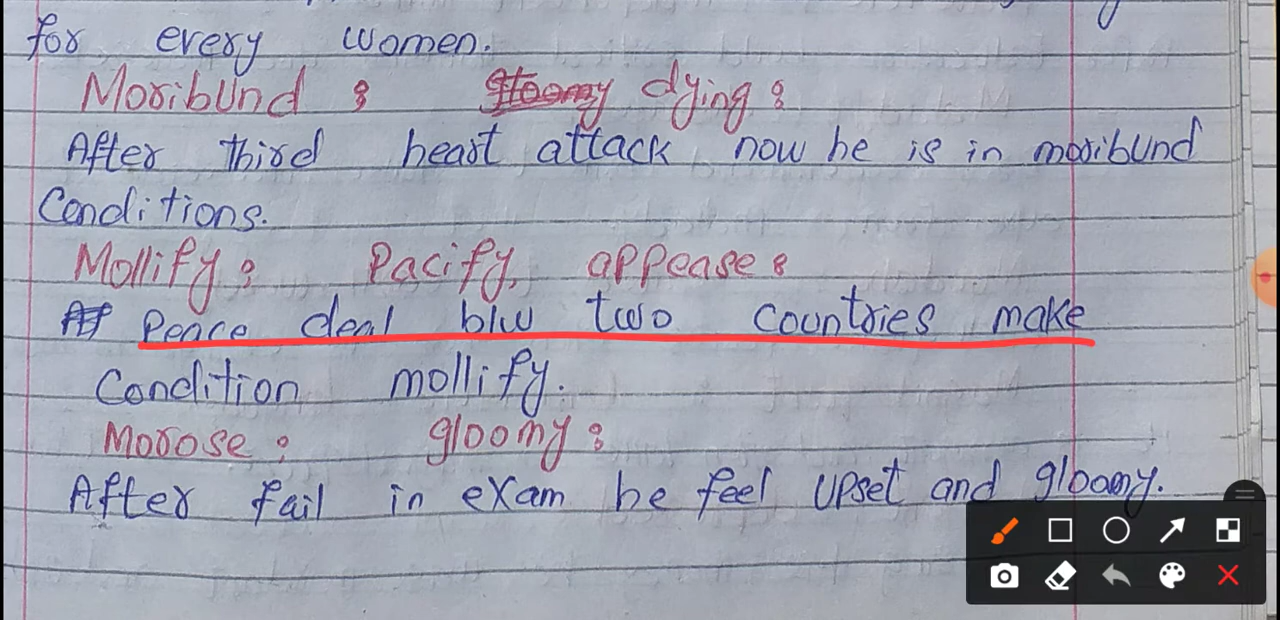 for every women.
Moribund : dying :
After third heart attack now he is in moribund
Conditions.
Mollify : Pacify, appease :
Peace deal b/w two countries make
Condition mollify.
Morose : gloomy :
After fail in exam he feel upset and gloomy.